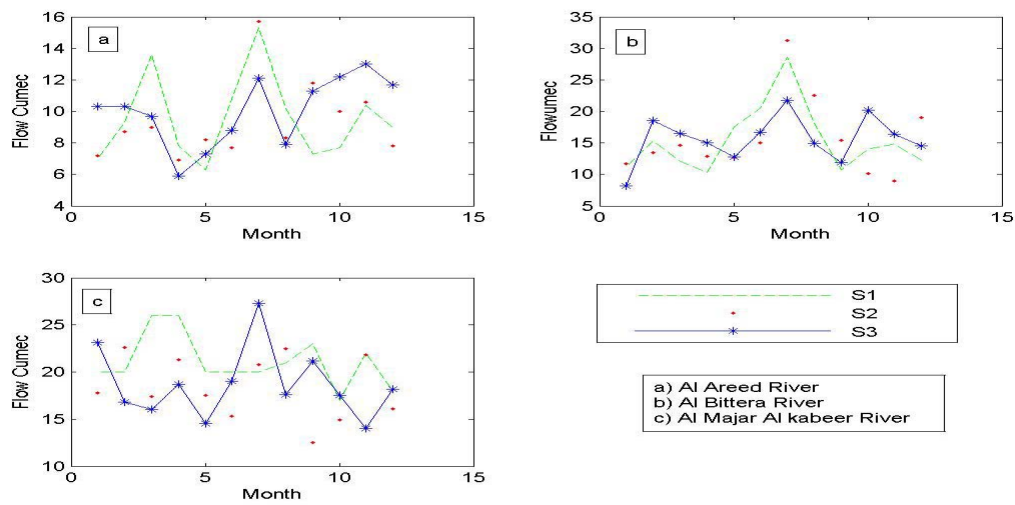 16
14
12
10
8
6
4
0
5
10
15
Flow Cumec
Month
a
35
30
25
20
15
10
5
0
5
10
15
Flowumec
Month
b
30
25
20
15
10
0
5
10
15
Flow Cumec
Month
c
S1
S2
S3
a) Al Areed River
b) Al Bittera River
c) Al Majar Al kabeer River